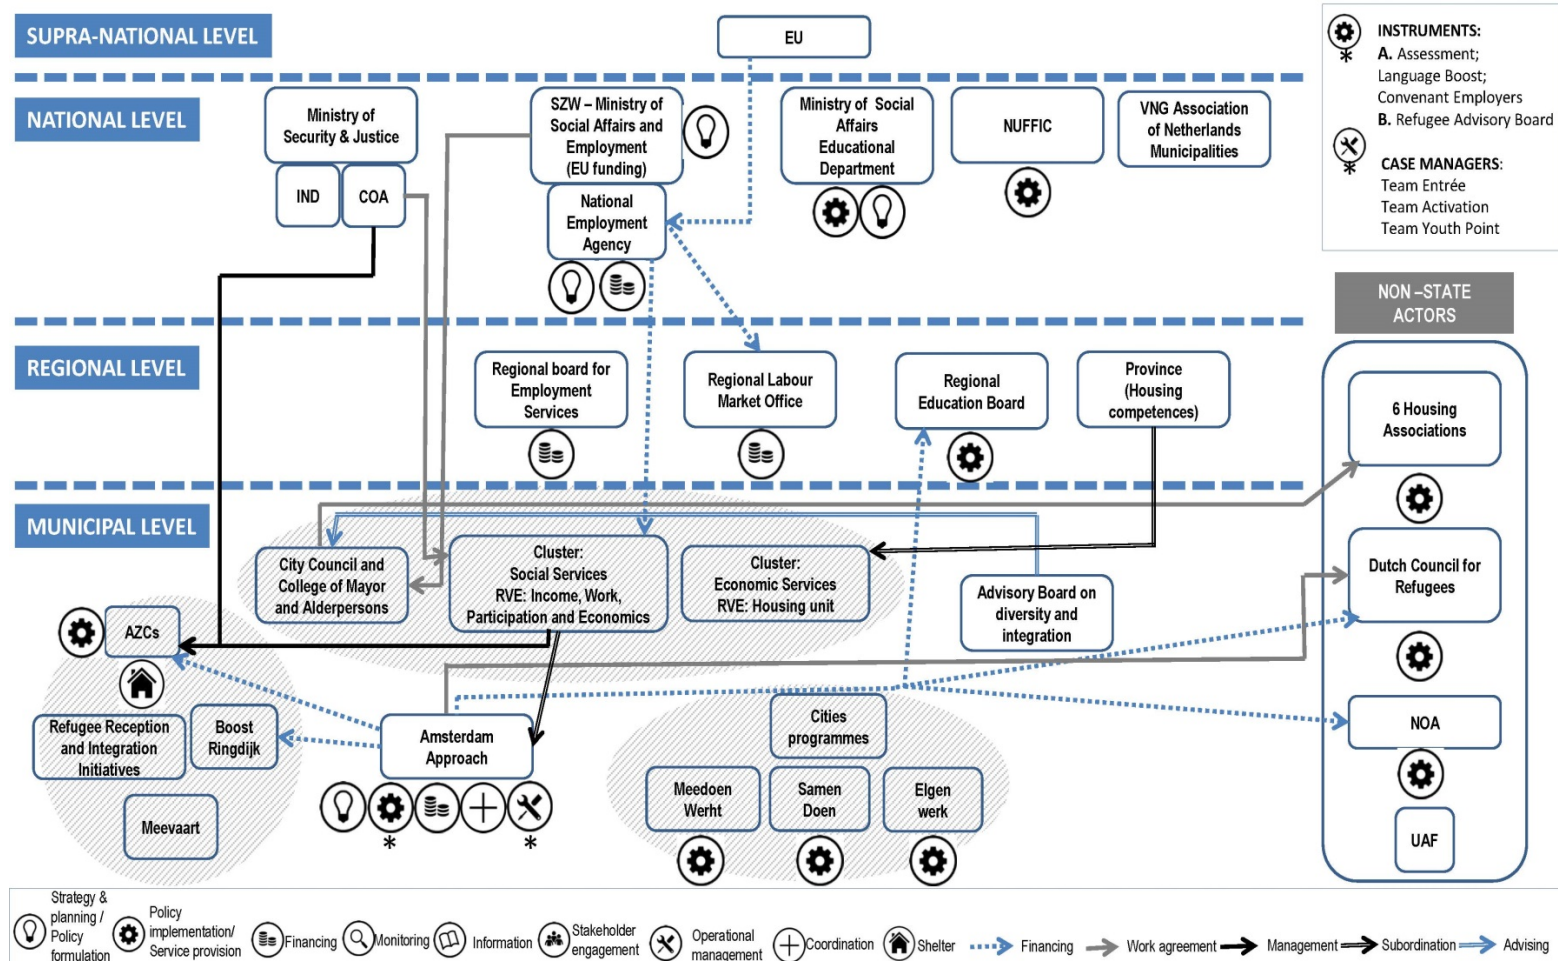 SUPRA-NATIONAL LEVEL
EU
NATIONAL LEVEL
Ministry of
Security & Justice
IND
COA
SZW – Ministry of
Social Affairs and
Employment
(EU funding)
National
Employment
Agency
Ministry of Social
Affairs
Educational
Department
NUFFIC
VNG Association
of Netherlands
Municipalities
INSTRUMENTS:
*
A. Assessment;
Language Boost;
Convenant Employers
B. Refugee Advisory Board
*
CASE MANAGERS:
Team Entrée
Team Activation
Team Youth Point
NON –STATE
ACTORS
REGIONAL LEVEL
Regional board for
Employment
Services
Regional Labour
Market Office
Regional
Education Board
Province
(Housing
competences)
6 Housing
Associations
MUNICIPAL LEVEL
City Council and
College of Mayor
and Alderpersons
Cluster:
Social Services
RVE: Income, Work,
Participation and Economics
Cluster:
Economic Services
RVE: Housing unit
Advisory Board on
diversity and
integration
Dutch Council for
Refugees
AZCs
Refugee Reception
and Integration
Initiatives
Boost
Ringdijk
Meevaart
Amsterdam
Approach
*
*
Cities
programmes
Meedoen
Werht
Samen
Doen
Elgen
werk
NOA
UAF
Strategy &
planning /
Policy
formulation
Policy
implementation/
Service provision
Financing
Monitoring
Information
Stakeholder
engagement
Operational
management
Coordination
Shelter
Financing
Work agreement
Management
Subordination
Advising